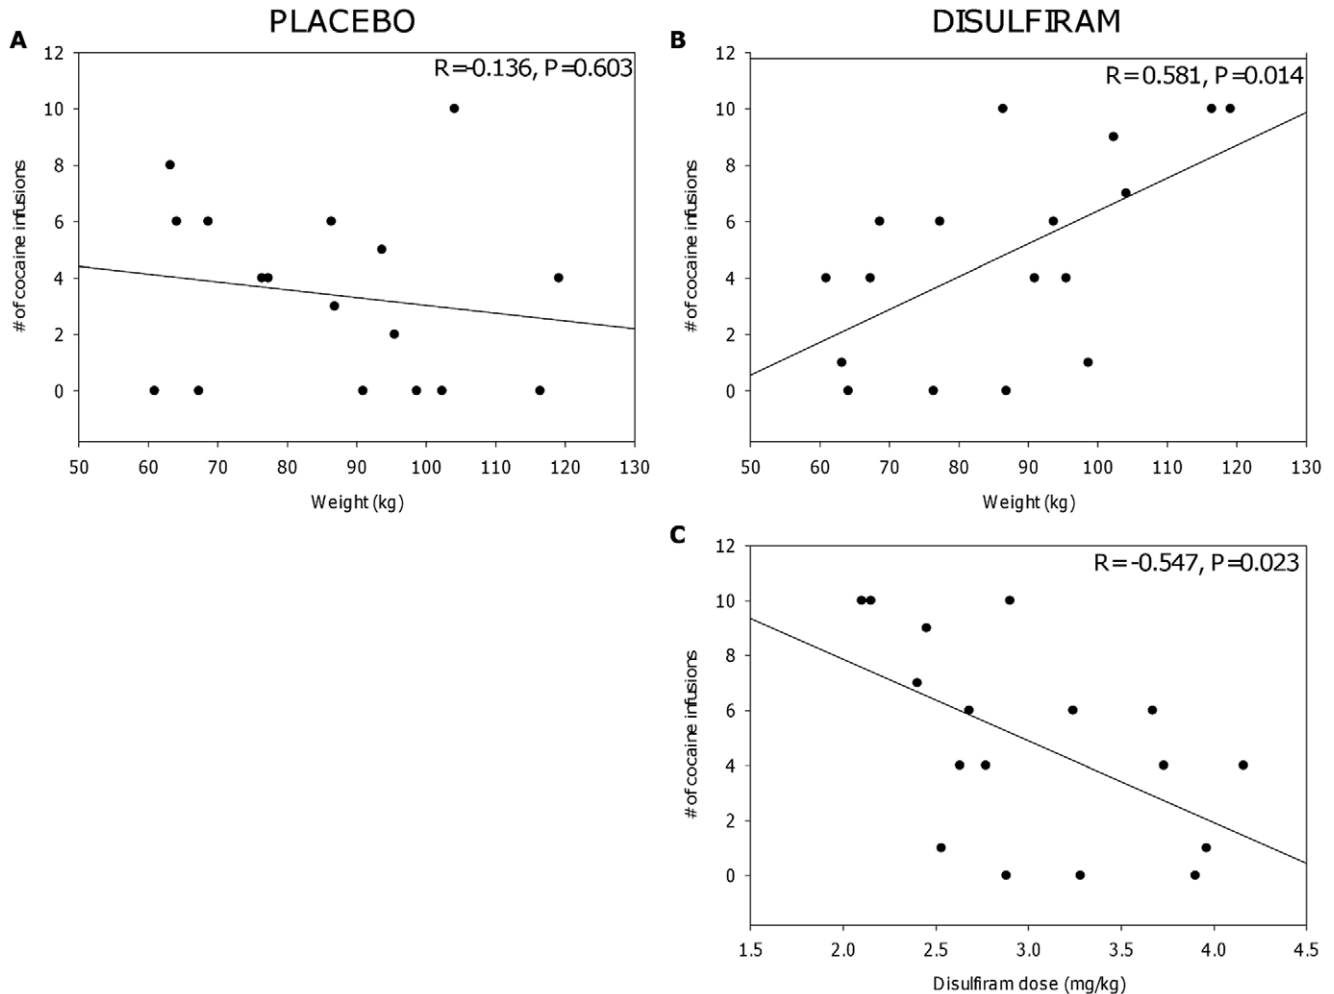 PLACEBO
DISULFIRAM
A
R=-0.136, P=0.603
12
10
8
6
4
2
0
# of cocaine infusions
50 60 70 80 90 100 110 120 130
Weight (kg)
B
R=0.581, P=0.014
12
10
8
6
4
2
0
# of cocaine infusions
50 60 70 80 90 100 110 120 130
Weight (kg)
C
R=-0.547, P=0.023
12
10
8
6
4
2
0
# of cocaine infusions
1.5 2.0 2.5 3.0 3.5 4.0 4.5
Disulfiram dose (mg/kg)